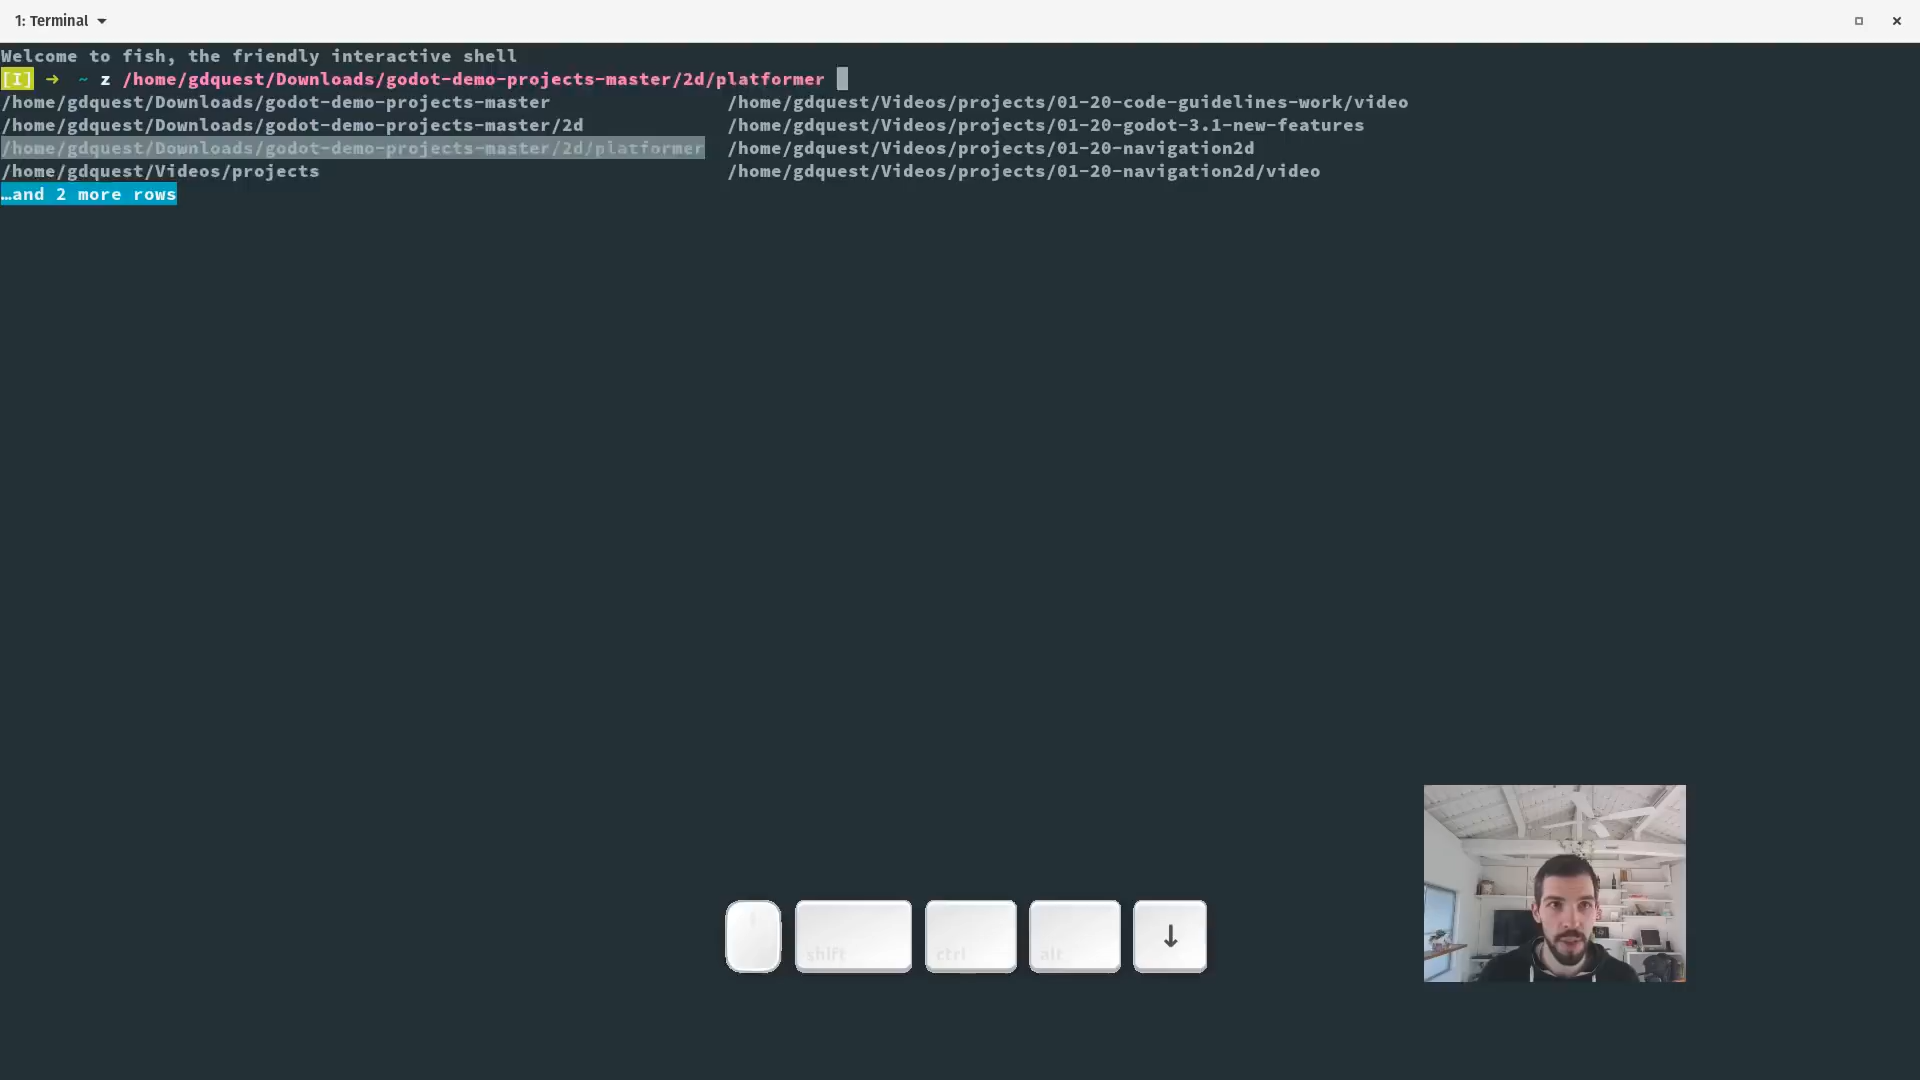 1: Terminal
Welcome to fish, the friendly interactive shell
[I] ➜ ~ z /home/gdquest/Downloads/godot-demo-projects-master/2d/platformer
/home/gdquest/Downloads/godot-demo-projects-master /home/gdquest/Videos/projects/01-20-code-guidelines-work/video
/home/gdquest/Downloads/godot-demo-projects-master/2d /home/gdquest/Videos/projects/01-20-godot-3.1-new-features
/home/gdquest/Downloads/godot-demo-projects-master/2d/platformer /home/gdquest/Videos/projects/01-20-navigation2d
/home/gdquest/Videos/projects /home/gdquest/Videos/projects/01-20-navigation2d/video
…and 2 more rows
shift ctrl alt ↓